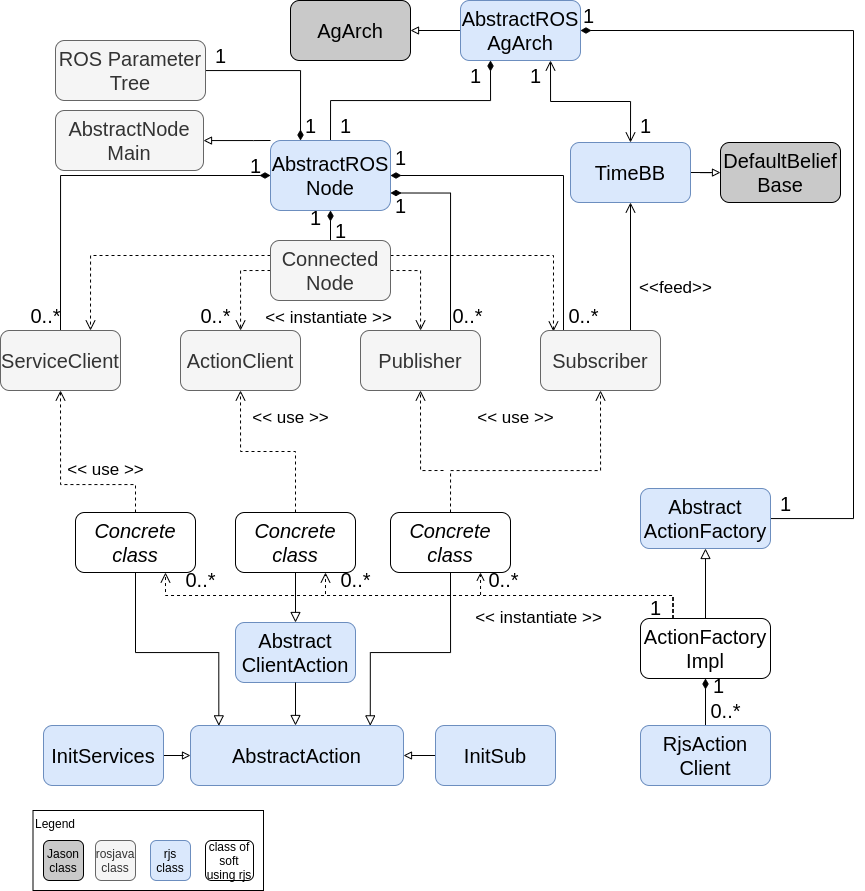 AgArch
AbstractROS
AgArch
1
ROS Parameter
Tree
1
1
1
1
1
1
AbstractNode
Main
AbstractROS
Node
1
1
1
TimeBB
DefaultBelief
Base
1
1
Connected
Node
<<feed>>
0..*
0..*
<< instantiate >>
0..*
0..*
ServiceClient
ActionClient
Publisher
Subscriber
<< use >>
<< use >>
<< use >>
Concrete
class
Concrete
class
Concrete
class
Abstract
ActionFactory
1
0..*
0..*
0..*
<< instantiate >>
1
Abstract
ClientAction
ActionFactory
Impl
1
0..*
InitServices
AbstractAction
InitSub
RjsAction
Client
Legend
Jason
class
rosjava
class
rjs
class
class of
soft
using rjs